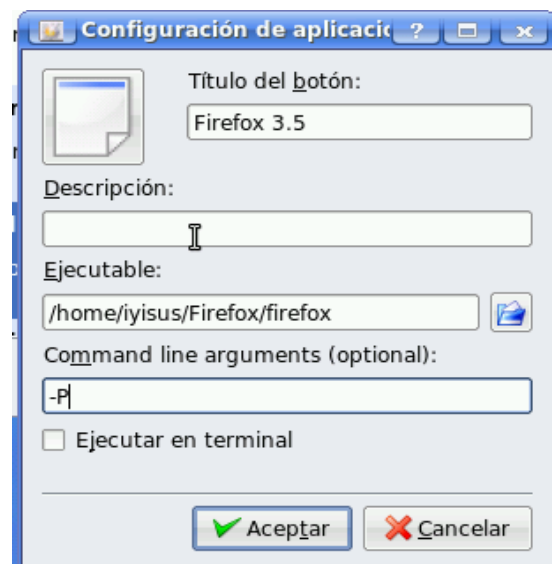 Configuración de aplicacic
Título del botón:
Firefox 3.5
Descripción:
Ejecutable:
/home/iyisus/Firefox/firefox
Command line arguments (optional):
-P
Ejecutar en terminal
Aceptar
Cancelar